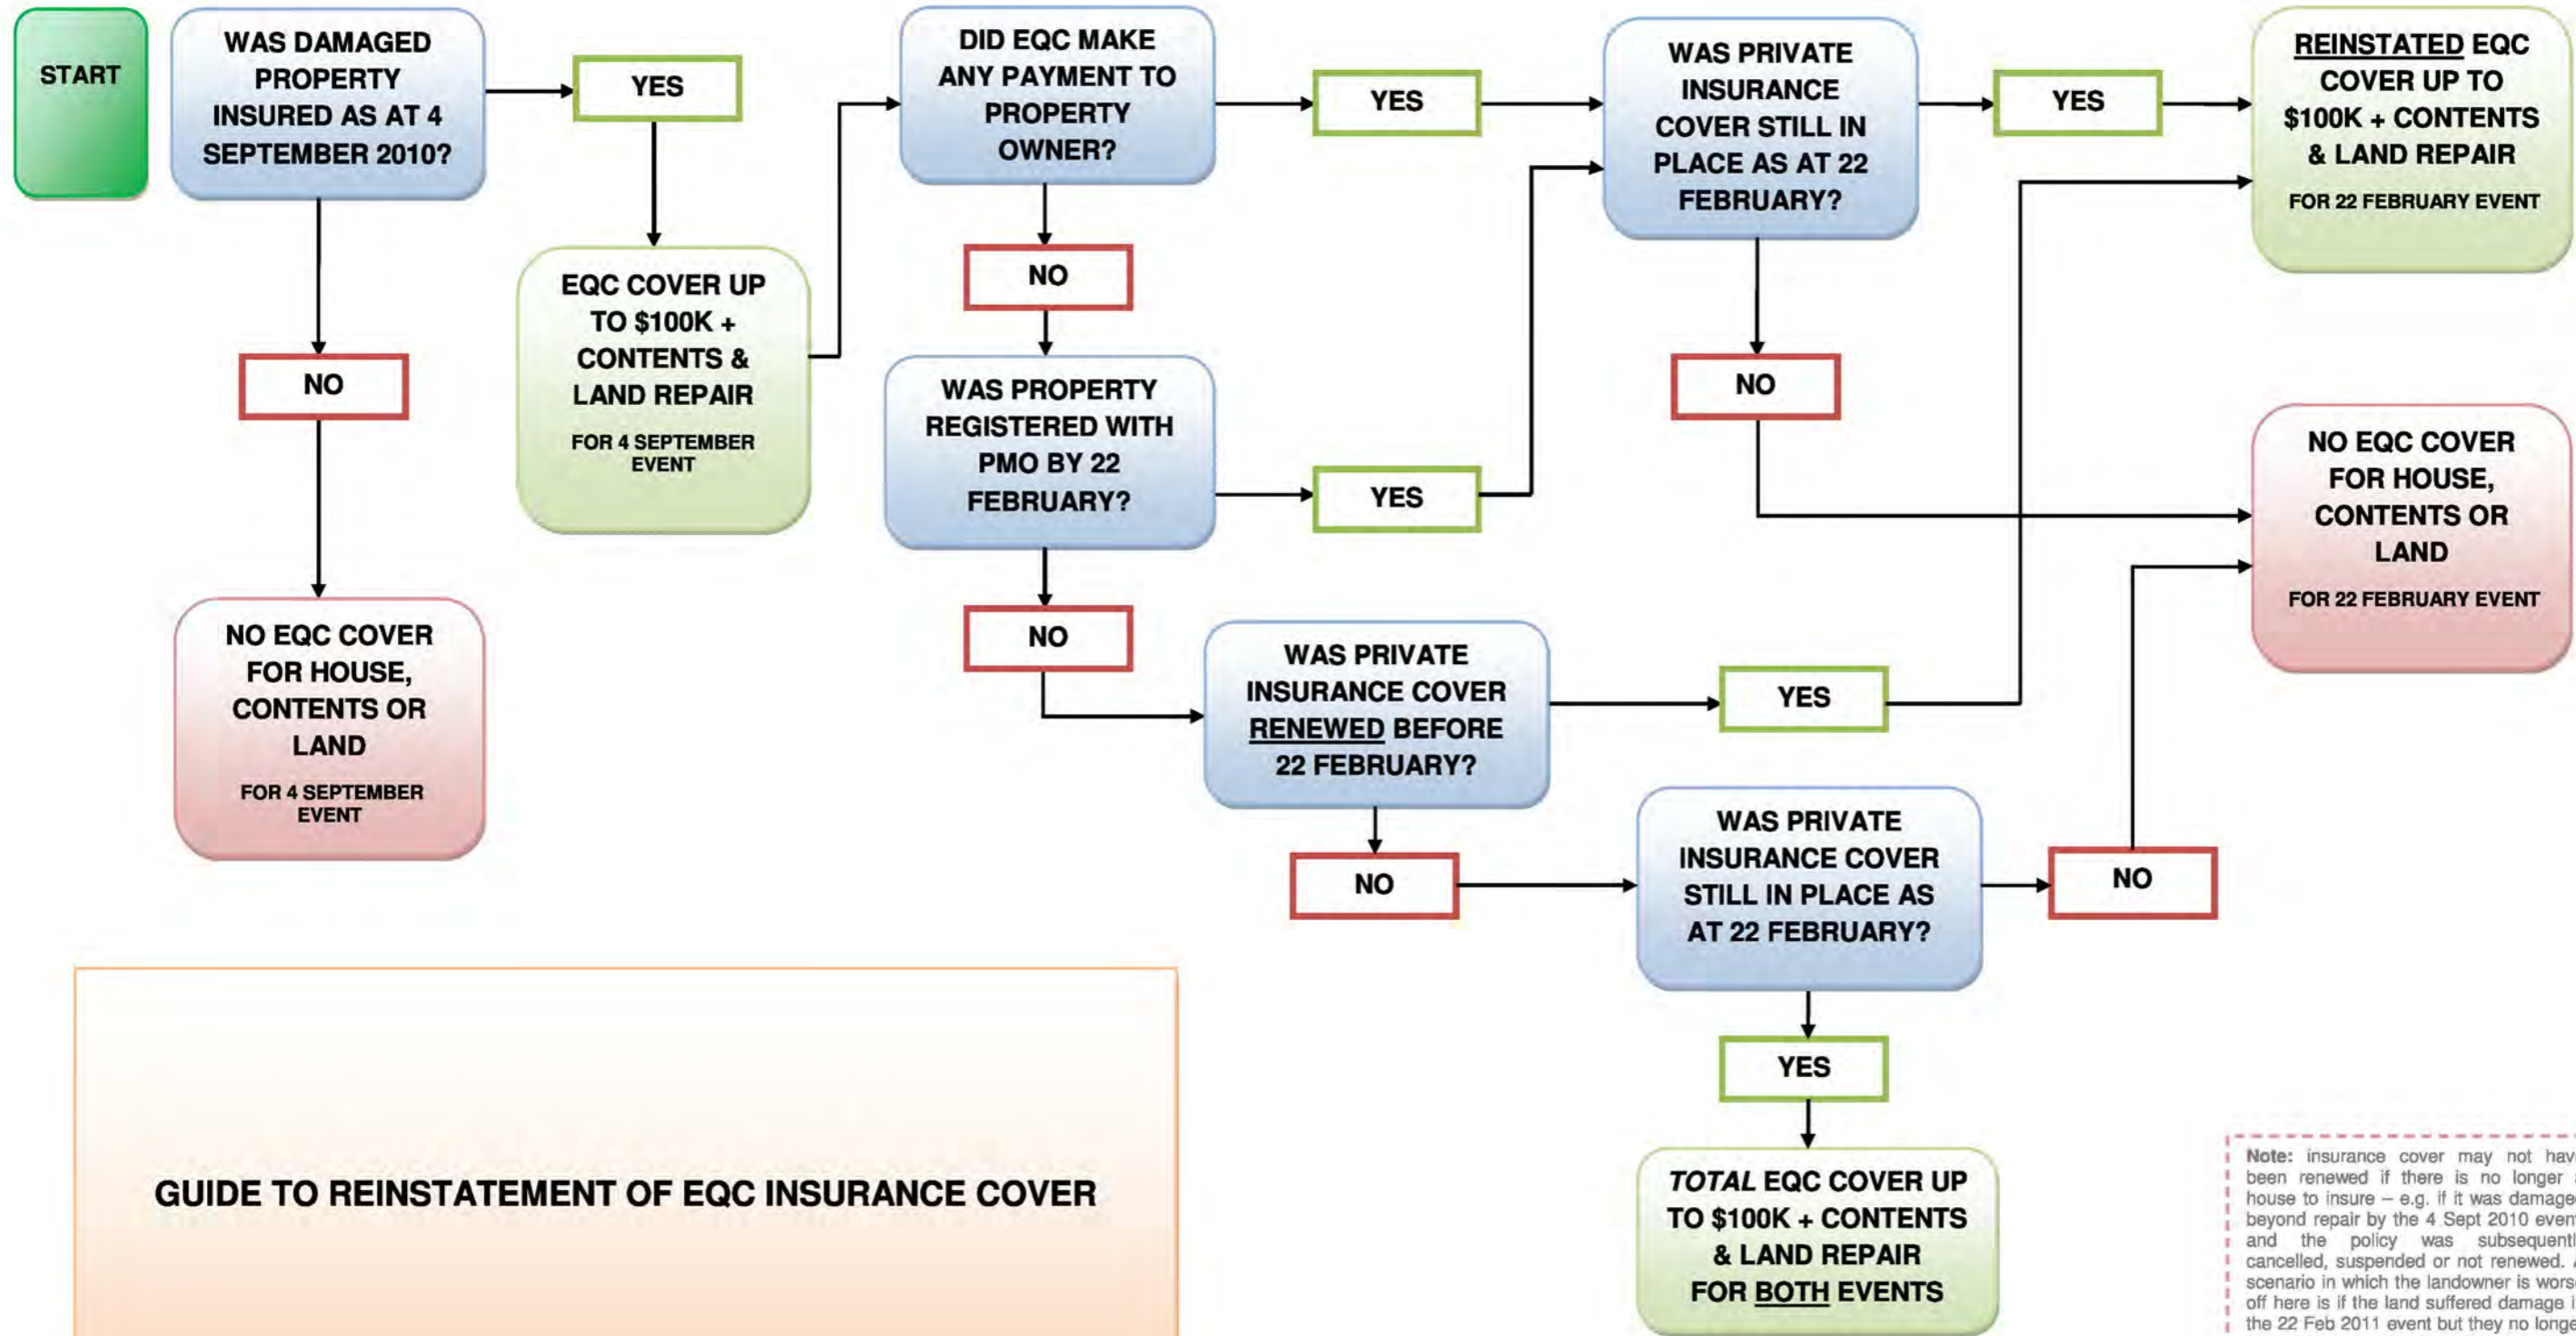 START
WAS DAMAGED
PROPERTY
INSURED AS AT 4
SEPTEMBER 2010?
YES
NO
NO EQC COVER
FOR HOUSE,
CONTENTS OR
LAND
FOR 4 SEPTEMBER
EVENT
EQC COVER UP
TO $100K +
CONTENTS &
LAND REPAIR
FOR 4 SEPTEMBER
EVENT
DID EQC MAKE
ANY PAYMENT TO
PROPERTY
OWNER?
YES
NO
WAS PROPERTY
REGISTERED WITH
PMO BY 22
FEBRUARY?
YES
NO
WAS PRIVATE
INSURANCE
COVER STILL IN
PLACE AS AT 22
FEBRUARY?
YES
NO
REINSTATED EQC
COVER UP TO
$100K + CONTENTS
& LAND REPAIR
FOR 22 FEBRUARY EVENT
NO EQC COVER
FOR HOUSE,
CONTENTS OR
LAND
FOR 22 FEBRUARY EVENT
WAS PRIVATE
INSURANCE COVER
RENEWED BEFORE
22 FEBRUARY?
YES
NO
WAS PRIVATE
INSURANCE COVER
STILL IN PLACE AS
AT 22 FEBRUARY?
NO
YES
TOTAL EQC COVER UP
TO $100K + CONTENTS
& LAND REPAIR
FOR BOTH EVENTS
GUIDE TO REINSTATEMENT OF EQC INSURANCE COVER
Note: insurance cover may not
been renewed if there is no longer
house to insure – e.g. if it was
beyond repair by the 4 Sept 2010
and the policy was
cancelled, suspended or not renewed.
scenario in which the landowner is
off here is if the land suffered damage
the 22 Feb 2011 event but they no